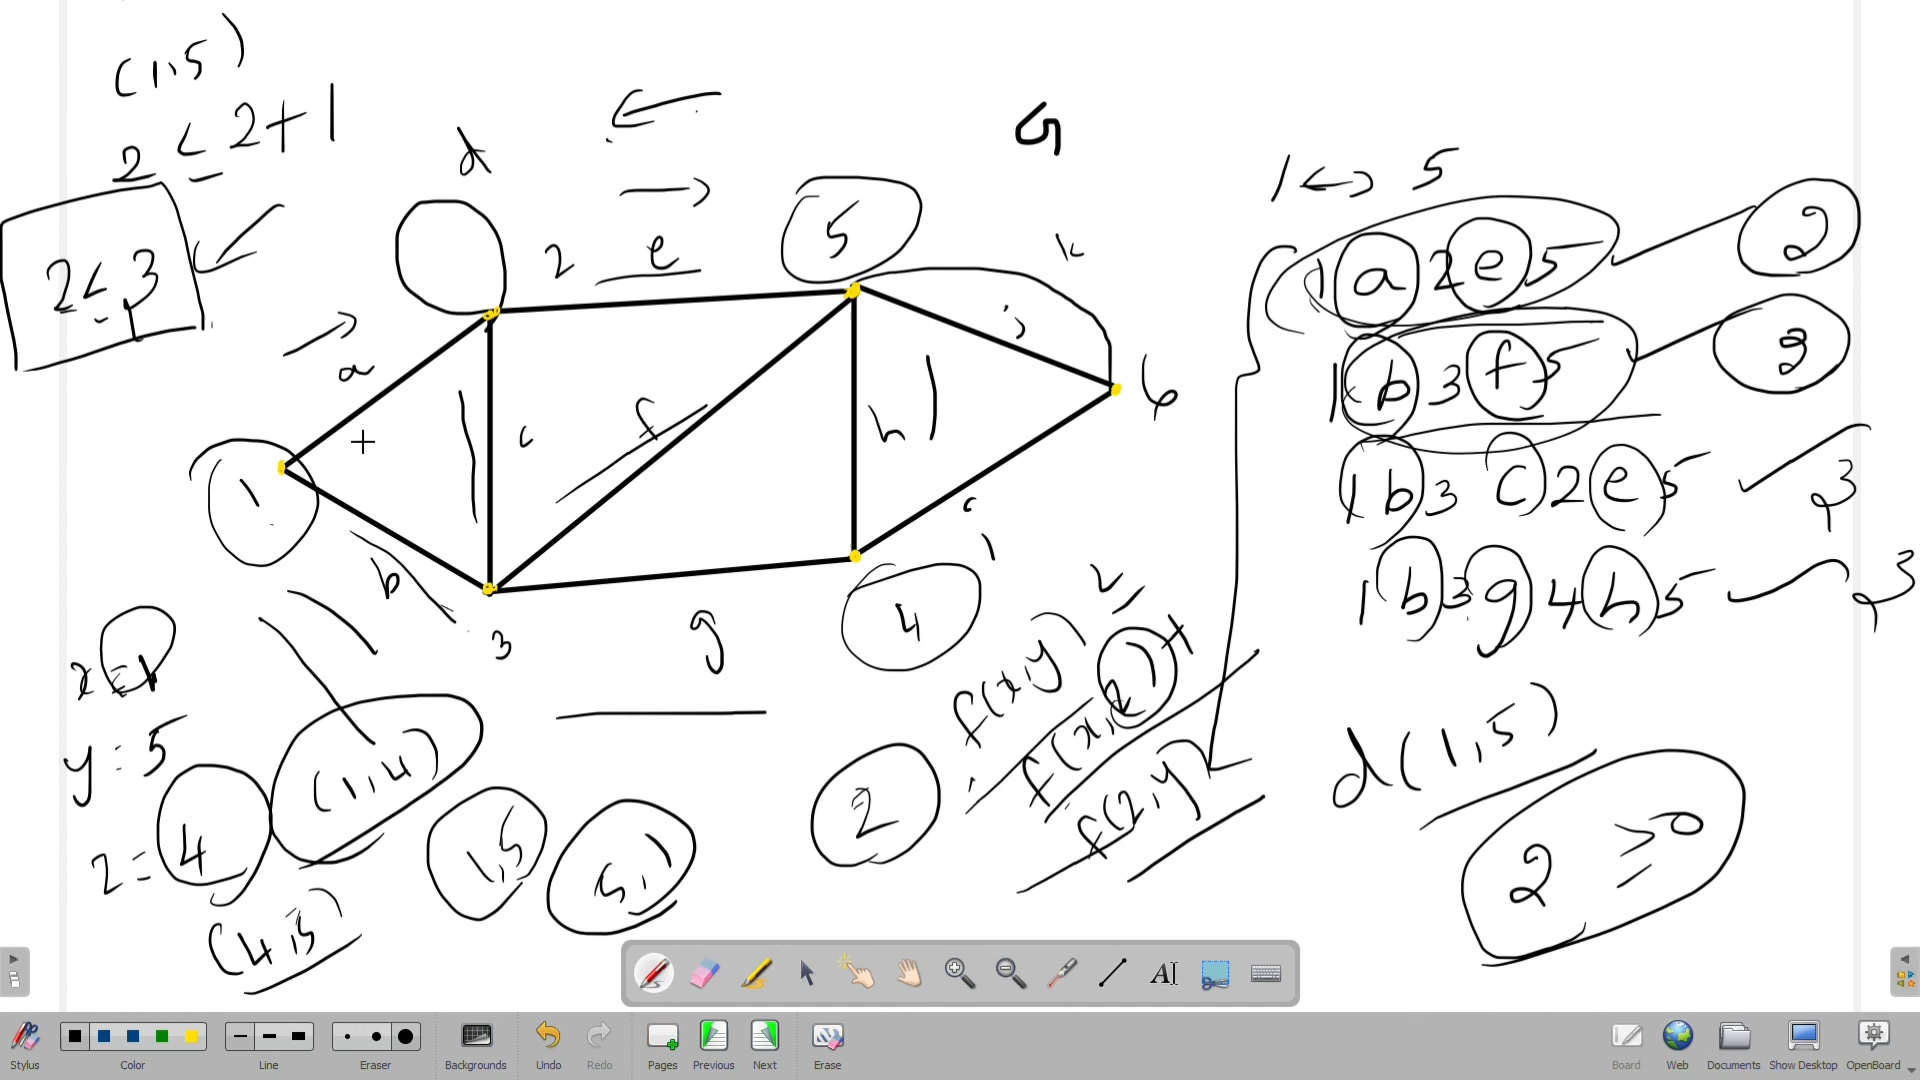 (1,5)
2 ≤ 2+1
2 ≤ 3
d
2
e
5
G
k
j
6
a
c
f
h
1
b
3
g
4
i
1 ↔ 5
1 a 2 e 5
2
1 b 3 f 5
3
1 b 3 c 2 e 5
3
1 b 3 g 4 h 5
3
d(1,5)
2 ≥ 0
f(x,y)
≤
f(x,z)+
f(z,y)
2
x = 1
y : 5
z = 4
(1,4)
1,5
5,1
(4,5)
Stylus
Color
Line
Eraser
Backgrounds
Undo
Redo
Pages
Previous
Next
Erase
Board
Web
Documents
Show Desktop
OpenBoard